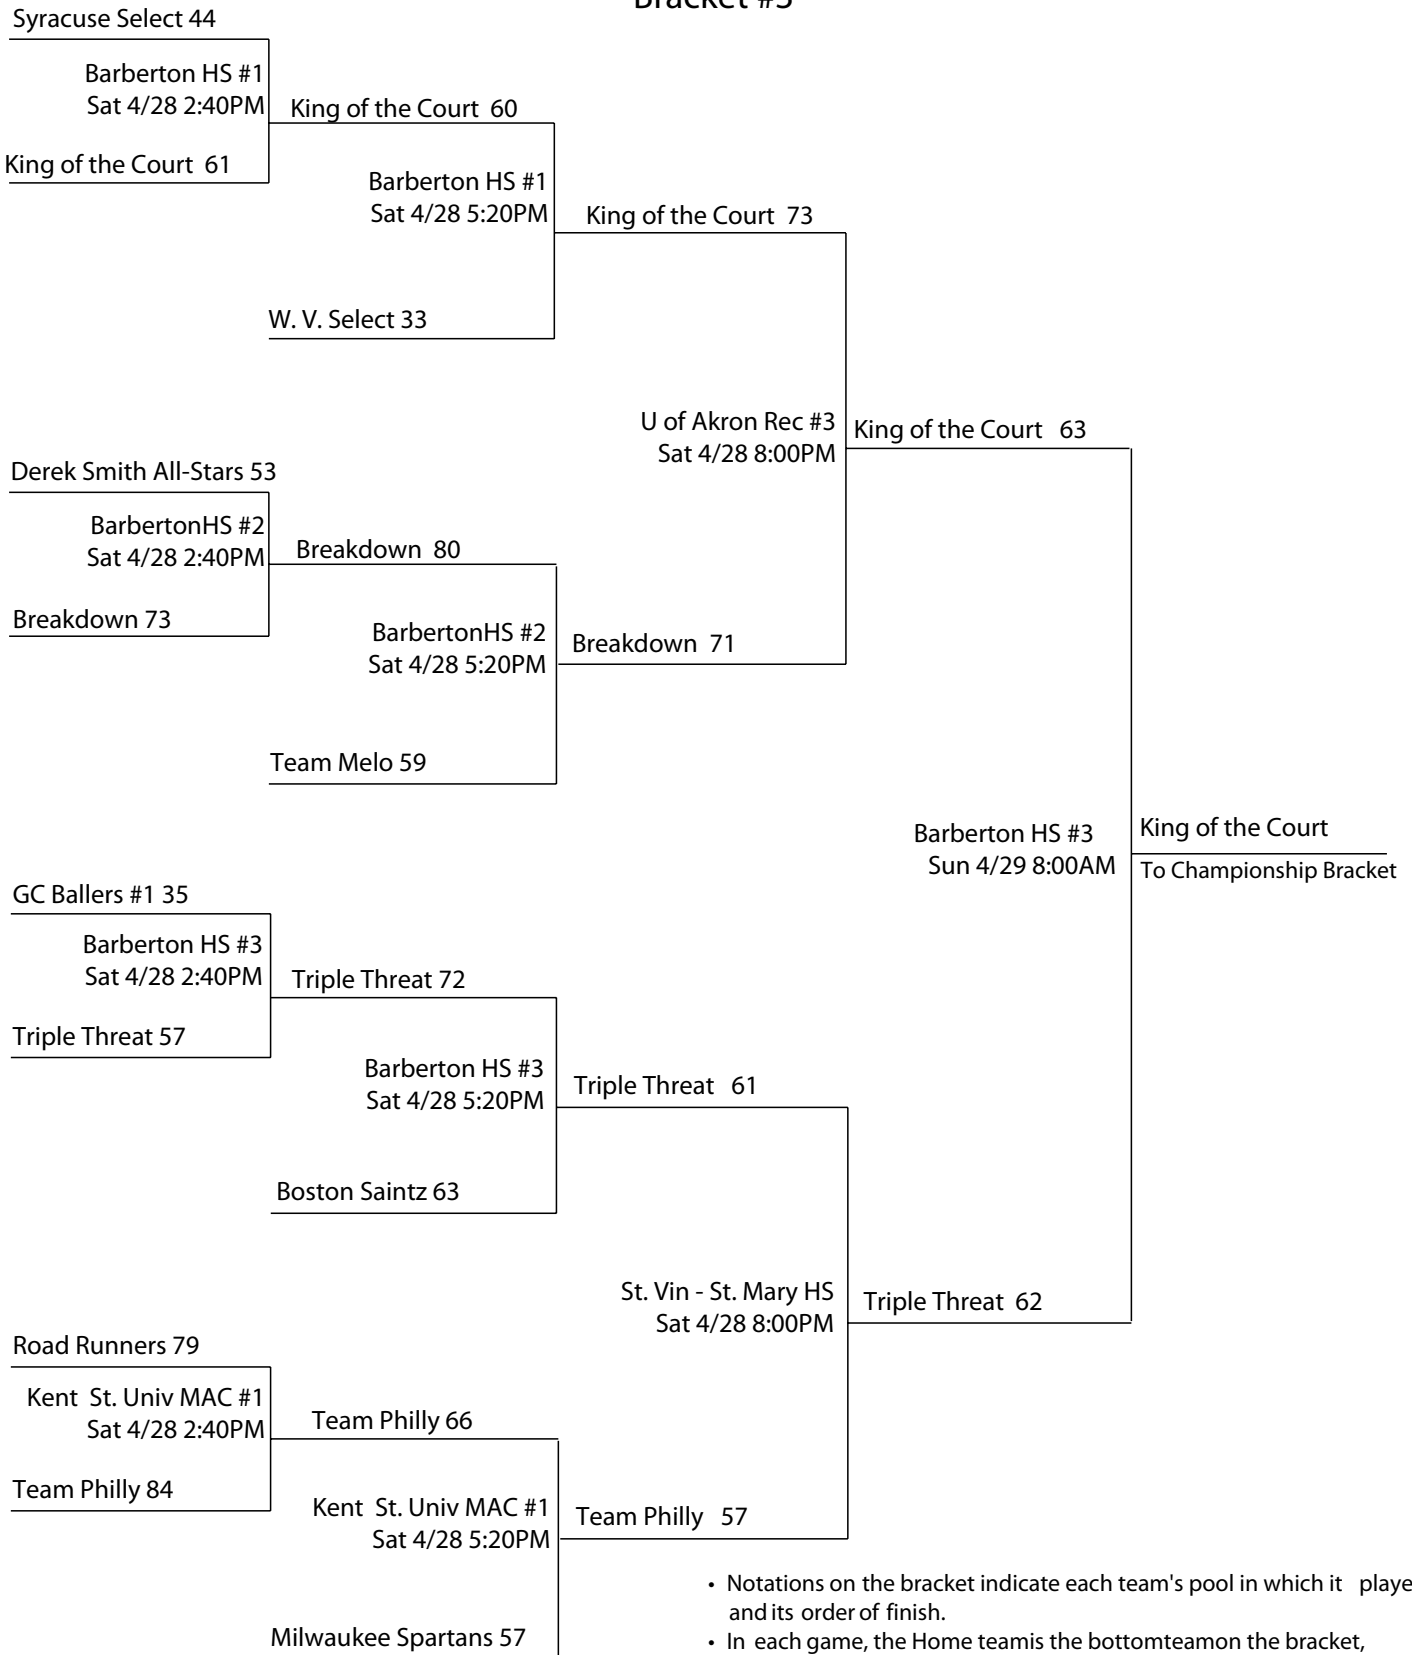 Bracket #3
Syracuse Select 44
Barberton HS #1
Sat 4/28 2:40PM
King of the Court 60
King of the Court 61
Barberton HS #1
Sat 4/28 5:20PM
King of the Court 73
W. V. Select 33
U of Akron Rec #3
Sat 4/28 8:00PM
King of the Court 63
Derek Smith All-Stars 53
BarbertonHS #2
Sat 4/28 2:40PM
Breakdown 80
Breakdown 73
BarbertonHS #2
Sat 4/28 5:20PM
Breakdown 71
Team Melo 59
Barberton HS #3
Sun 4/29 8:00AM
King of the Court
To Championship Bracket
GC Ballers #1 35
Barberton HS #3
Sat 4/28 2:40PM
Triple Threat 72
Triple Threat 57
Barberton HS #3
Sat 4/28 5:20PM
Triple Threat 61
Boston Saintz 63
St. Vin - St. Mary HS
Sat 4/28 8:00PM
Triple Threat 62
Road Runners 79
Kent St. Univ MAC #1
Sat 4/28 2:40PM
Team Philly 66
Team Philly 84
Kent St. Univ MAC #1
Sat 4/28 5:20PM
Team Philly 57
Milwaukee Spartans 57
• Notations on the bracket indicate each team's pool in which it playe
and its order of finish.
• In each game, the Home teamis the bottomteamon the bracket,